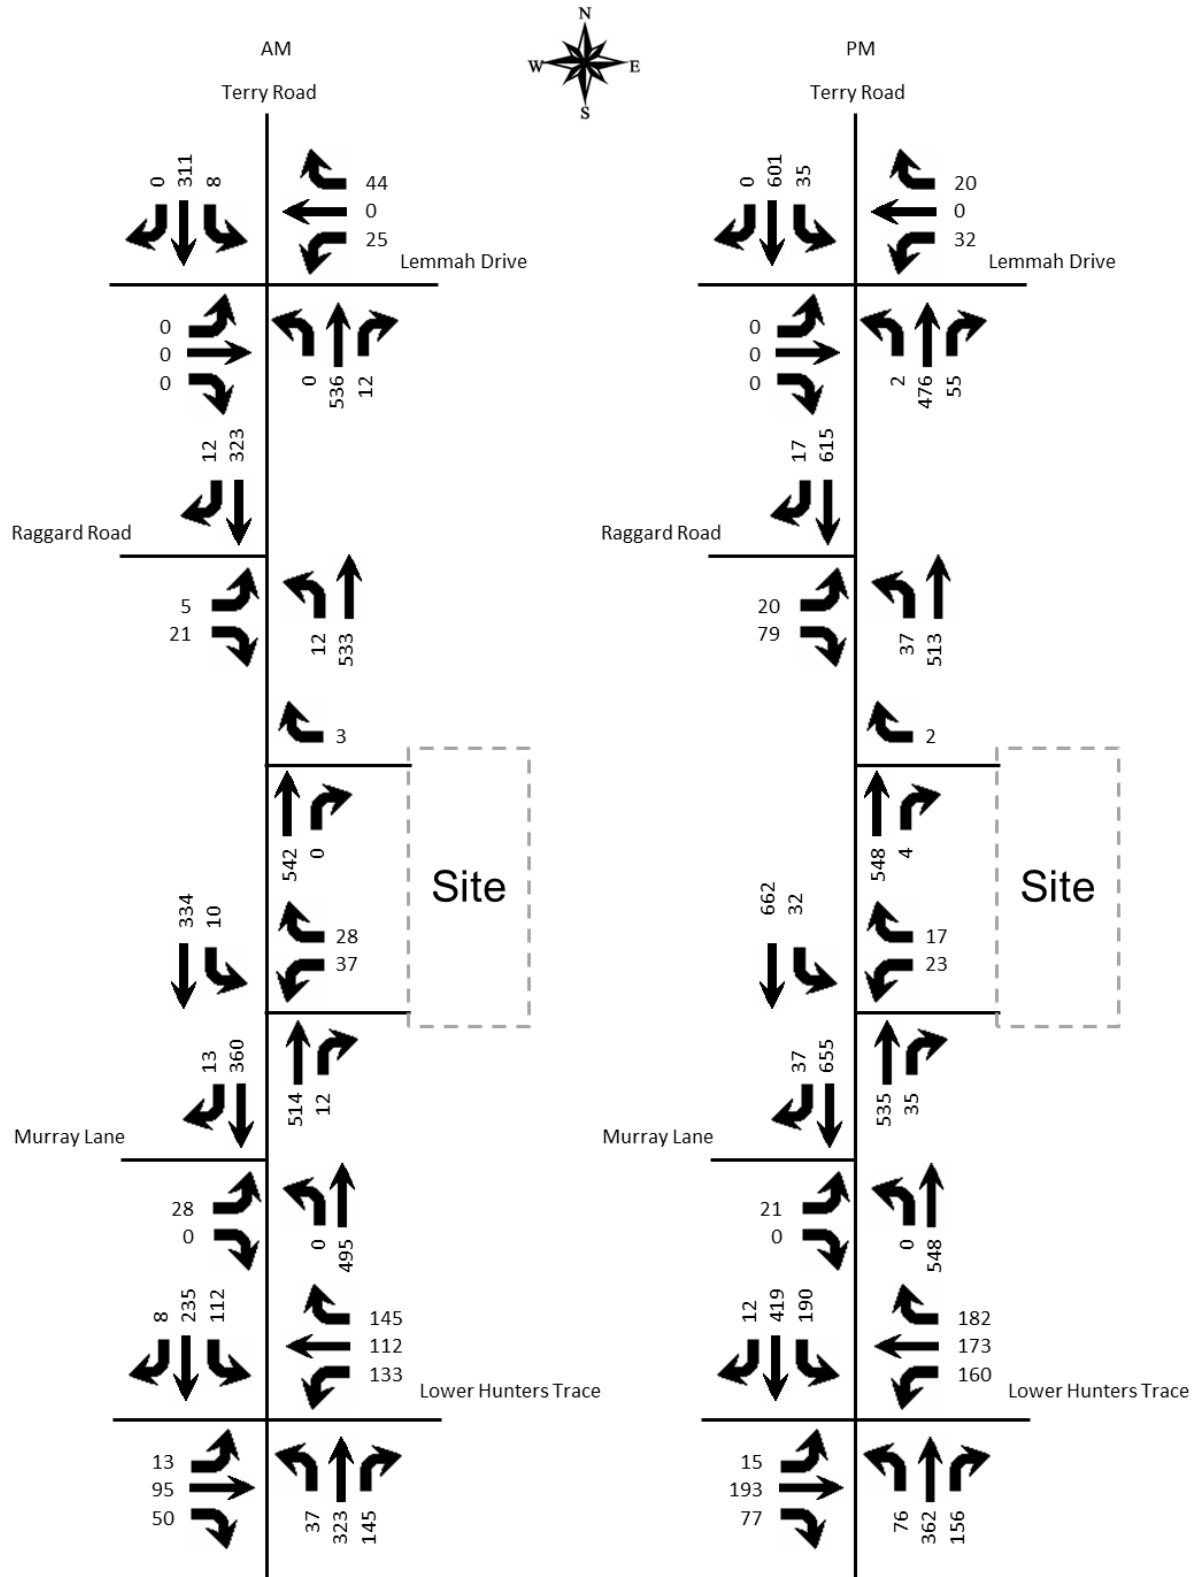 N
W E
S
AM
Terry Road
0 311 8
44
0
25
Lemmah Drive
0
0
0
0 536 12
12 323
Raggard Road
5
21
12 533
3
542 0
Site
334 10
28
37
514 12
13 360
Murray Lane
28
0
0 495
8 235 112
145
112
133
Lower Hunters Trace
13
95
50
37 323 145
PM
Terry Road
0 601 35
20
0
32
Lemmah Drive
0
0
0
2 476 55
17 615
Raggard Road
20
79
37 513
2
548 4
Site
662 32
17
23
535 35
37 655
Murray Lane
21
0
0 548
12 419 190
182
173
160
Lower Hunters Trace
15
193
77
76 362 156